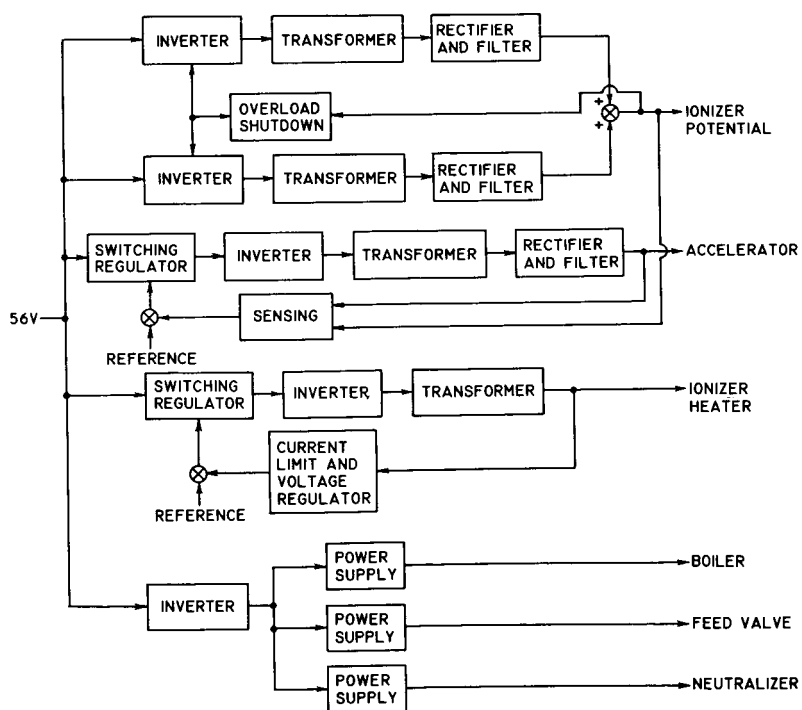 INVERTER
TRANSFORMER
RECTIFIER
AND FILTER
OVERLOAD
SHUTDOWN
+
+
IONIZER
POTENTIAL
INVERTER
TRANSFORMER
RECTIFIER
AND FILTER
SWITCHING
REGULATOR
INVERTER
TRANSFORMER
RECTIFIER
AND FILTER
ACCELERATOR
SENSING
56V
REFERENCE
SWITCHING
REGULATOR
INVERTER
TRANSFORMER
IONIZER
HEATER
CURRENT
LIMIT AND
VOLTAGE
REGULATOR
REFERENCE
INVERTER
POWER
SUPPLY
BOILER
POWER
SUPPLY
FEED VALVE
POWER
SUPPLY
NEUTRALIZER